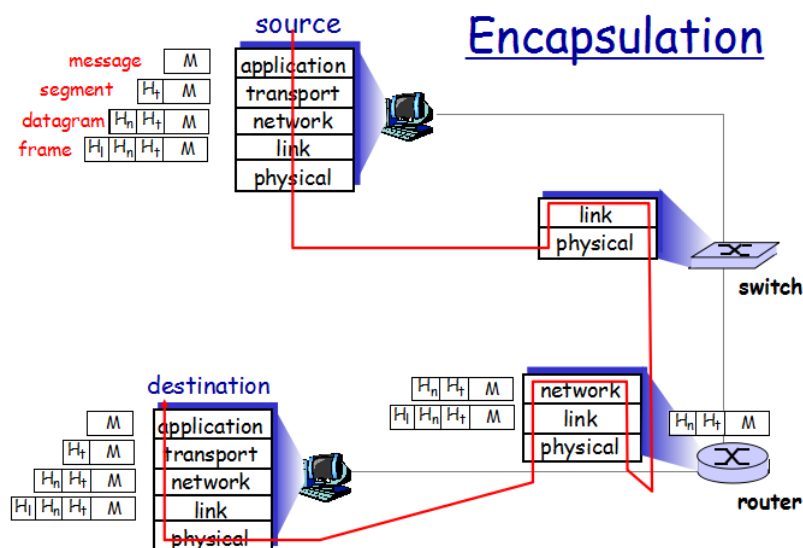 source
Encapsulation
message M
segment Ht M
datagram Hn Ht M
frame Hl Hn Ht M
application
transport
network
link
physical
link
physical
switch
destination
M
Ht M
Hn Ht M
Hl Hn Ht M
application
transport
network
link
physical
Hn Ht M
Hl Hn Ht M
network
link
physical
Hn Ht M
router